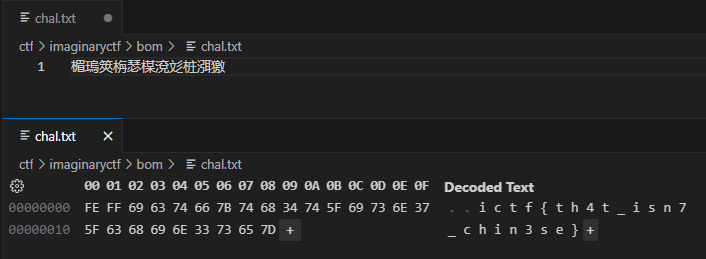 chal.txt
ctf > imaginaryctf > bom > chal.txt
1 楣瑦筴栴瑟楳渷彣桩渳獥
chal.txt ×
ctf > imaginaryctf > bom > chal.txt
00 01 02 03 04 05 06 07 08 09 0A 0B 0C 0D 0E 0F Decoded Text
00000000 FE FF 69 63 74 66 7B 74 68 34 74 5F 69 73 6E 37 . . i c t f { t h 4 t _ i s n 7
00000010 5F 63 68 69 6E 33 73 65 7D + _ c h i n 3 s e } +